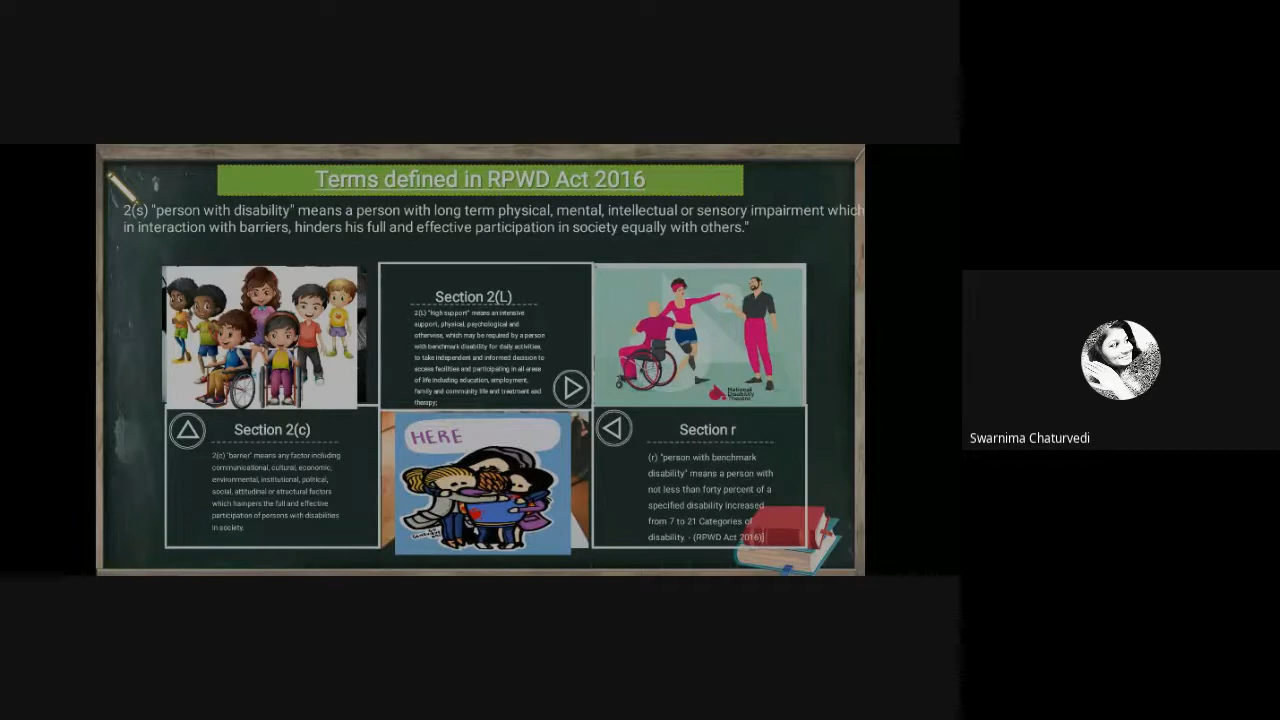 Terms defined in RPWD Act 2016
2(s) "person with disability" means a person with long term physical, mental, intellectual or sensory impairment which
in interaction with barriers, hinders his full and effective participation in society equally with others."
Section 2(L)
2(L) "high support" means an intensive
support, physical, psychological and
otherwise, which may be required by a person
with benchmark disability for daily activities,
to take independent and informed decision to
access facilities and participating in all areas
of life including education, employment,
family and community life and treatment and
therapy;
National
Disability
Theatre
Section 2(c)
2(c) "barrier" means any factor including
communicational, cultural, economic,
environmental, institutional, political,
social, attitudinal or structural factors
which hampers the full and effective
participation of persons with disabilities
in society.
HERE
Section r
(r) "person with benchmark
disability" means a person with
not less than forty percent of a
specified disability Increased
from 7 to 21 Categories of
disability. - (RPWD Act 2016)]
Swarnima Chaturvedi